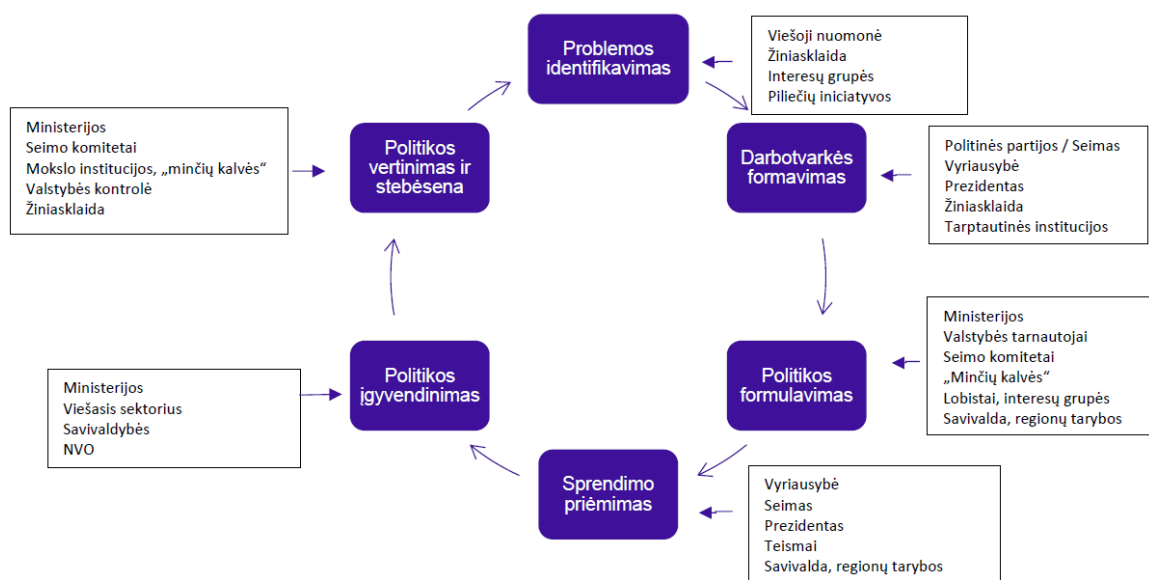 Problemos
identifikavimas
Viešoji nuomonė
Žiniasklaida
Interesų grupės
Piliečių iniciatyvos
Darbotvarkės
formavimas
Politinės partijos / Seimas
Vyriausybė
Prezidentas
Žiniasklaida
Tarptautinės institucijos
Politikos
formulavimas
Ministerijos
Valstybės tarnautojai
Seimo komitetai
„Minčių kalvės“
Lobistai, interesų grupės
Savivalda, regionų tarybos
Sprendimo
priėmimas
Vyriausybė
Seimas
Prezidentas
Teismai
Savivalda, regionų tarybos
Politikos
įgyvendinimas
Ministerijos
Viešasis sektorius
Savivaldybės
NVO
Politikos
vertinimas ir
stebėsena
Ministerijos
Seimo komitetai
Mokslo institucijos, „minčių kalvės“
Valstybės kontrolė
Žiniasklaida